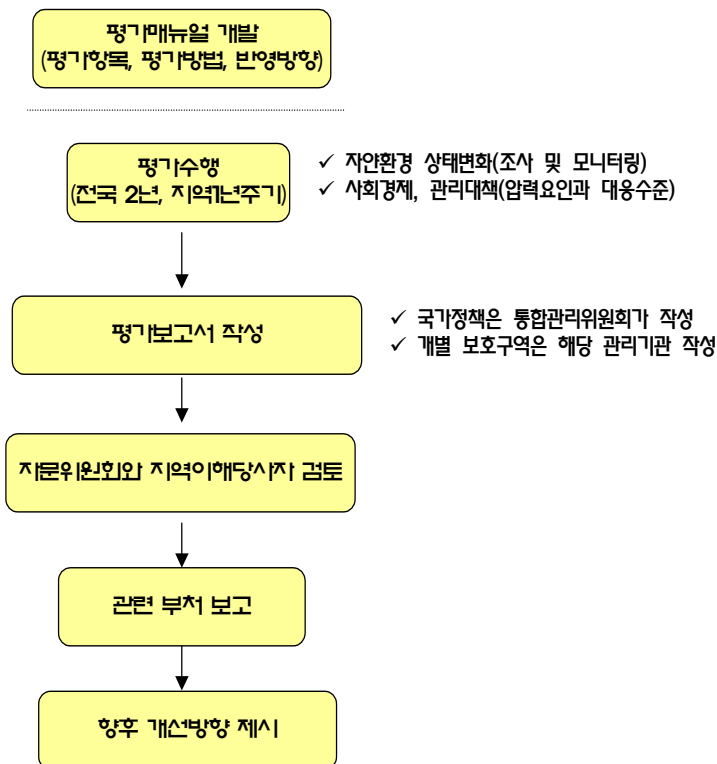 평가매뉴얼 개발
(평가항목, 평가방법, 반영방향)
평가수행
(전국 2년, 지역1년주기)
✓ 자얀환경 상태변화(조사 및 모니터링)
✓ 사회경제, 관리대책(압력요인과 대응수준)
평가보고서 작성
✓ 국가정책은 통합관리위원회가 작성
✓ 개별 보호구역은 해당 관리기관 작성
자문위원회와 지역이해당사자 검토
관련 부처 보고
향후 개선방향 제시